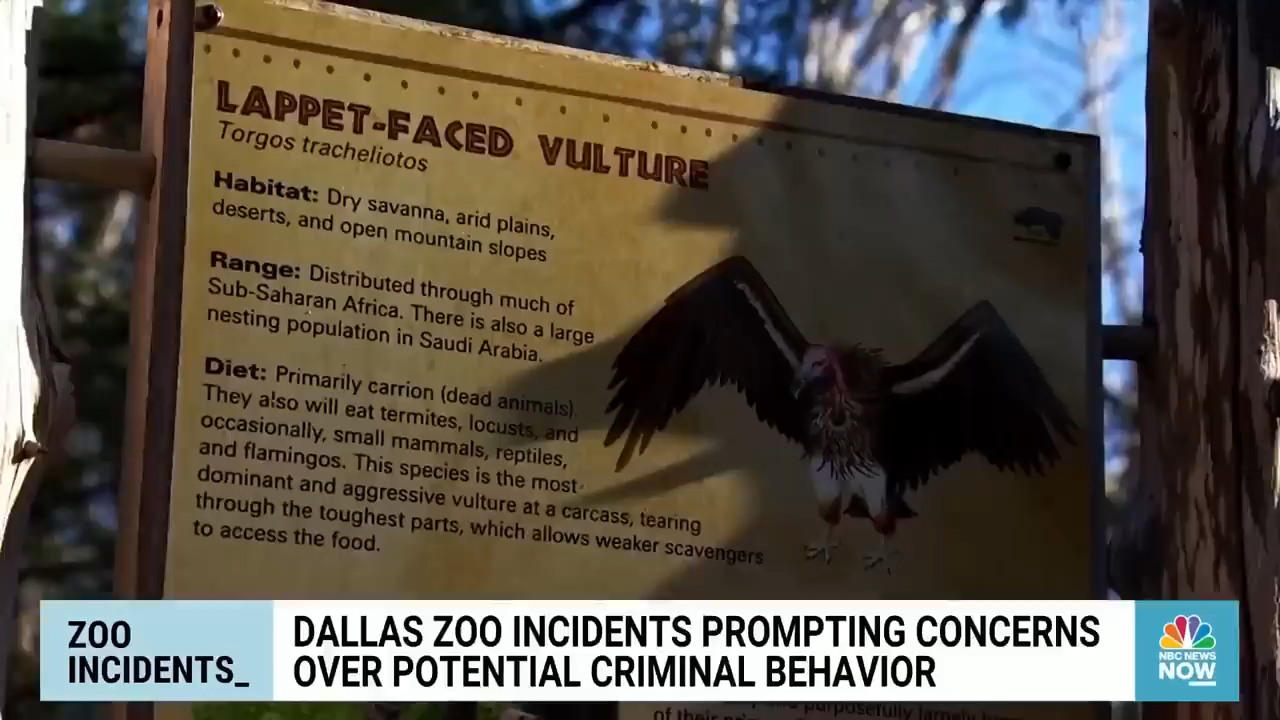 LAPPET-FACED VULTURE
Torgos tracheliotos
Habitat: Dry savanna, arid plains,
deserts, and open mountain slopes
Range: Distributed through much of
Sub-Saharan Africa. There is also a large
nesting population in Saudi Arabia.
Diet: Primarily carrion (dead animals).
They also will eat termites, locusts, and
occasionally, small mammals, reptiles,
and flamingos. This species is the most
dominant and aggressive vulture at a carcass, tearing
through the toughest parts, which allows weaker scavengers
to access the food.
ZOO
INCIDENTS_
DALLAS ZOO INCIDENTS PROMPTING CONCERNS
OVER POTENTIAL CRIMINAL BEHAVIOR
NBC NEWS
NOW
purposefully
of their